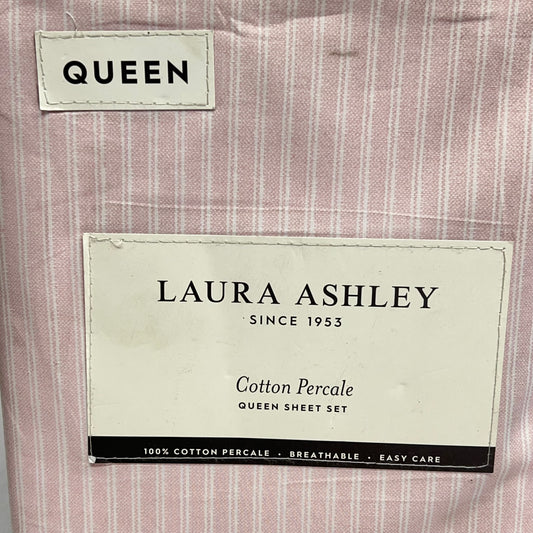 QUEEN
LAURA ASHLEY
SINCE 1953
Cotton Percale
QUEEN SHEET SET
100% COTTON PERCALE • BREATHABLE • EASY CARE